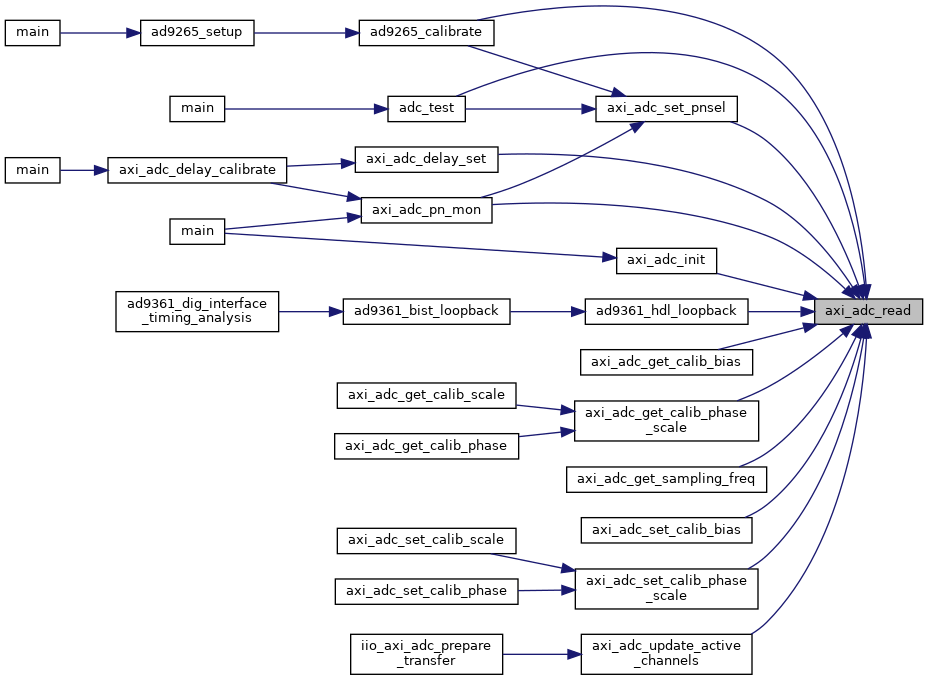 main
ad9265_setup
ad9265_calibrate
main
adc_test
axi_adc_set_pnsel
main
axi_adc_delay_calibrate
axi_adc_delay_set
axi_adc_pn_mon
main
axi_adc_init
ad9361_dig_interface
_timing_analysis
ad9361_bist_loopback
ad9361_hdl_loopback
axi_adc_read
axi_adc_get_calib_bias
axi_adc_get_calib_scale
axi_adc_get_calib_phase
_scale
axi_adc_get_calib_phase
axi_adc_get_sampling_freq
axi_adc_set_calib_bias
axi_adc_set_calib_scale
axi_adc_set_calib_phase
_scale
axi_adc_set_calib_phase
iio_axi_adc_prepare
_transfer
axi_adc_update_active
_channels